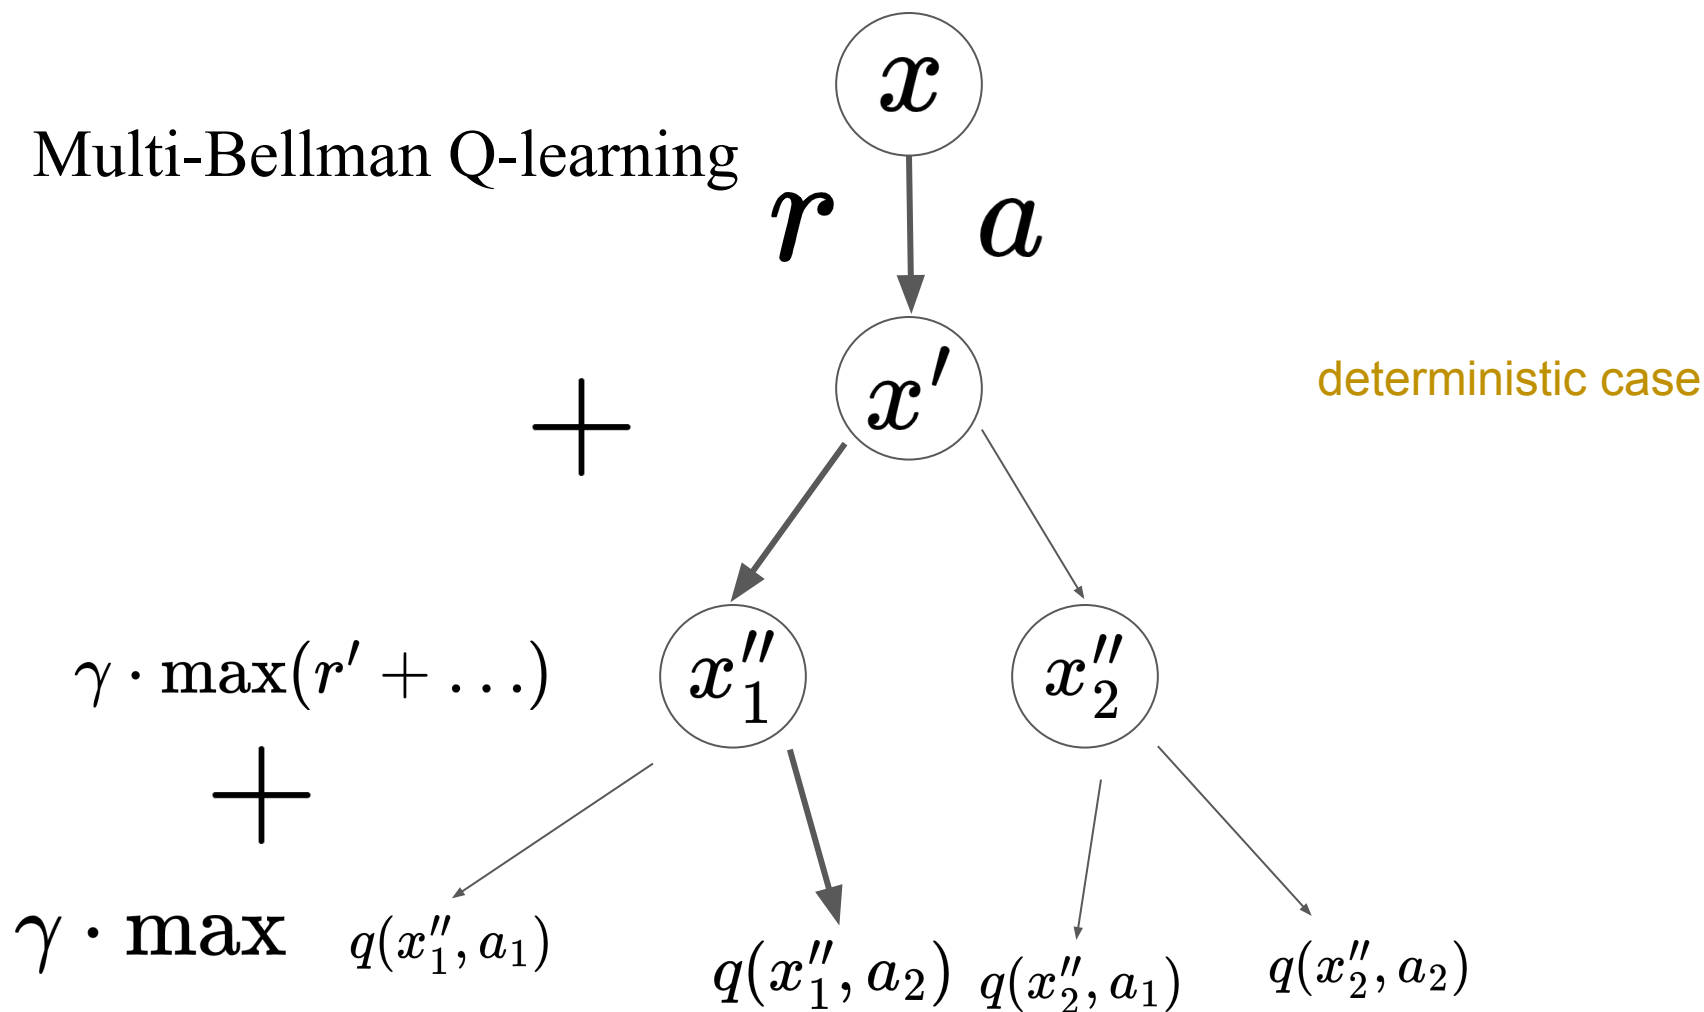 x
Multi-Bellman Q-learning
r a
x′
deterministic case
+
γ · max(r′ + …)
x″₁ x″₂
+
γ · max q(x″₁, a₁) q(x″₁, a₂) q(x″₂, a₁) q(x″₂, a₂)